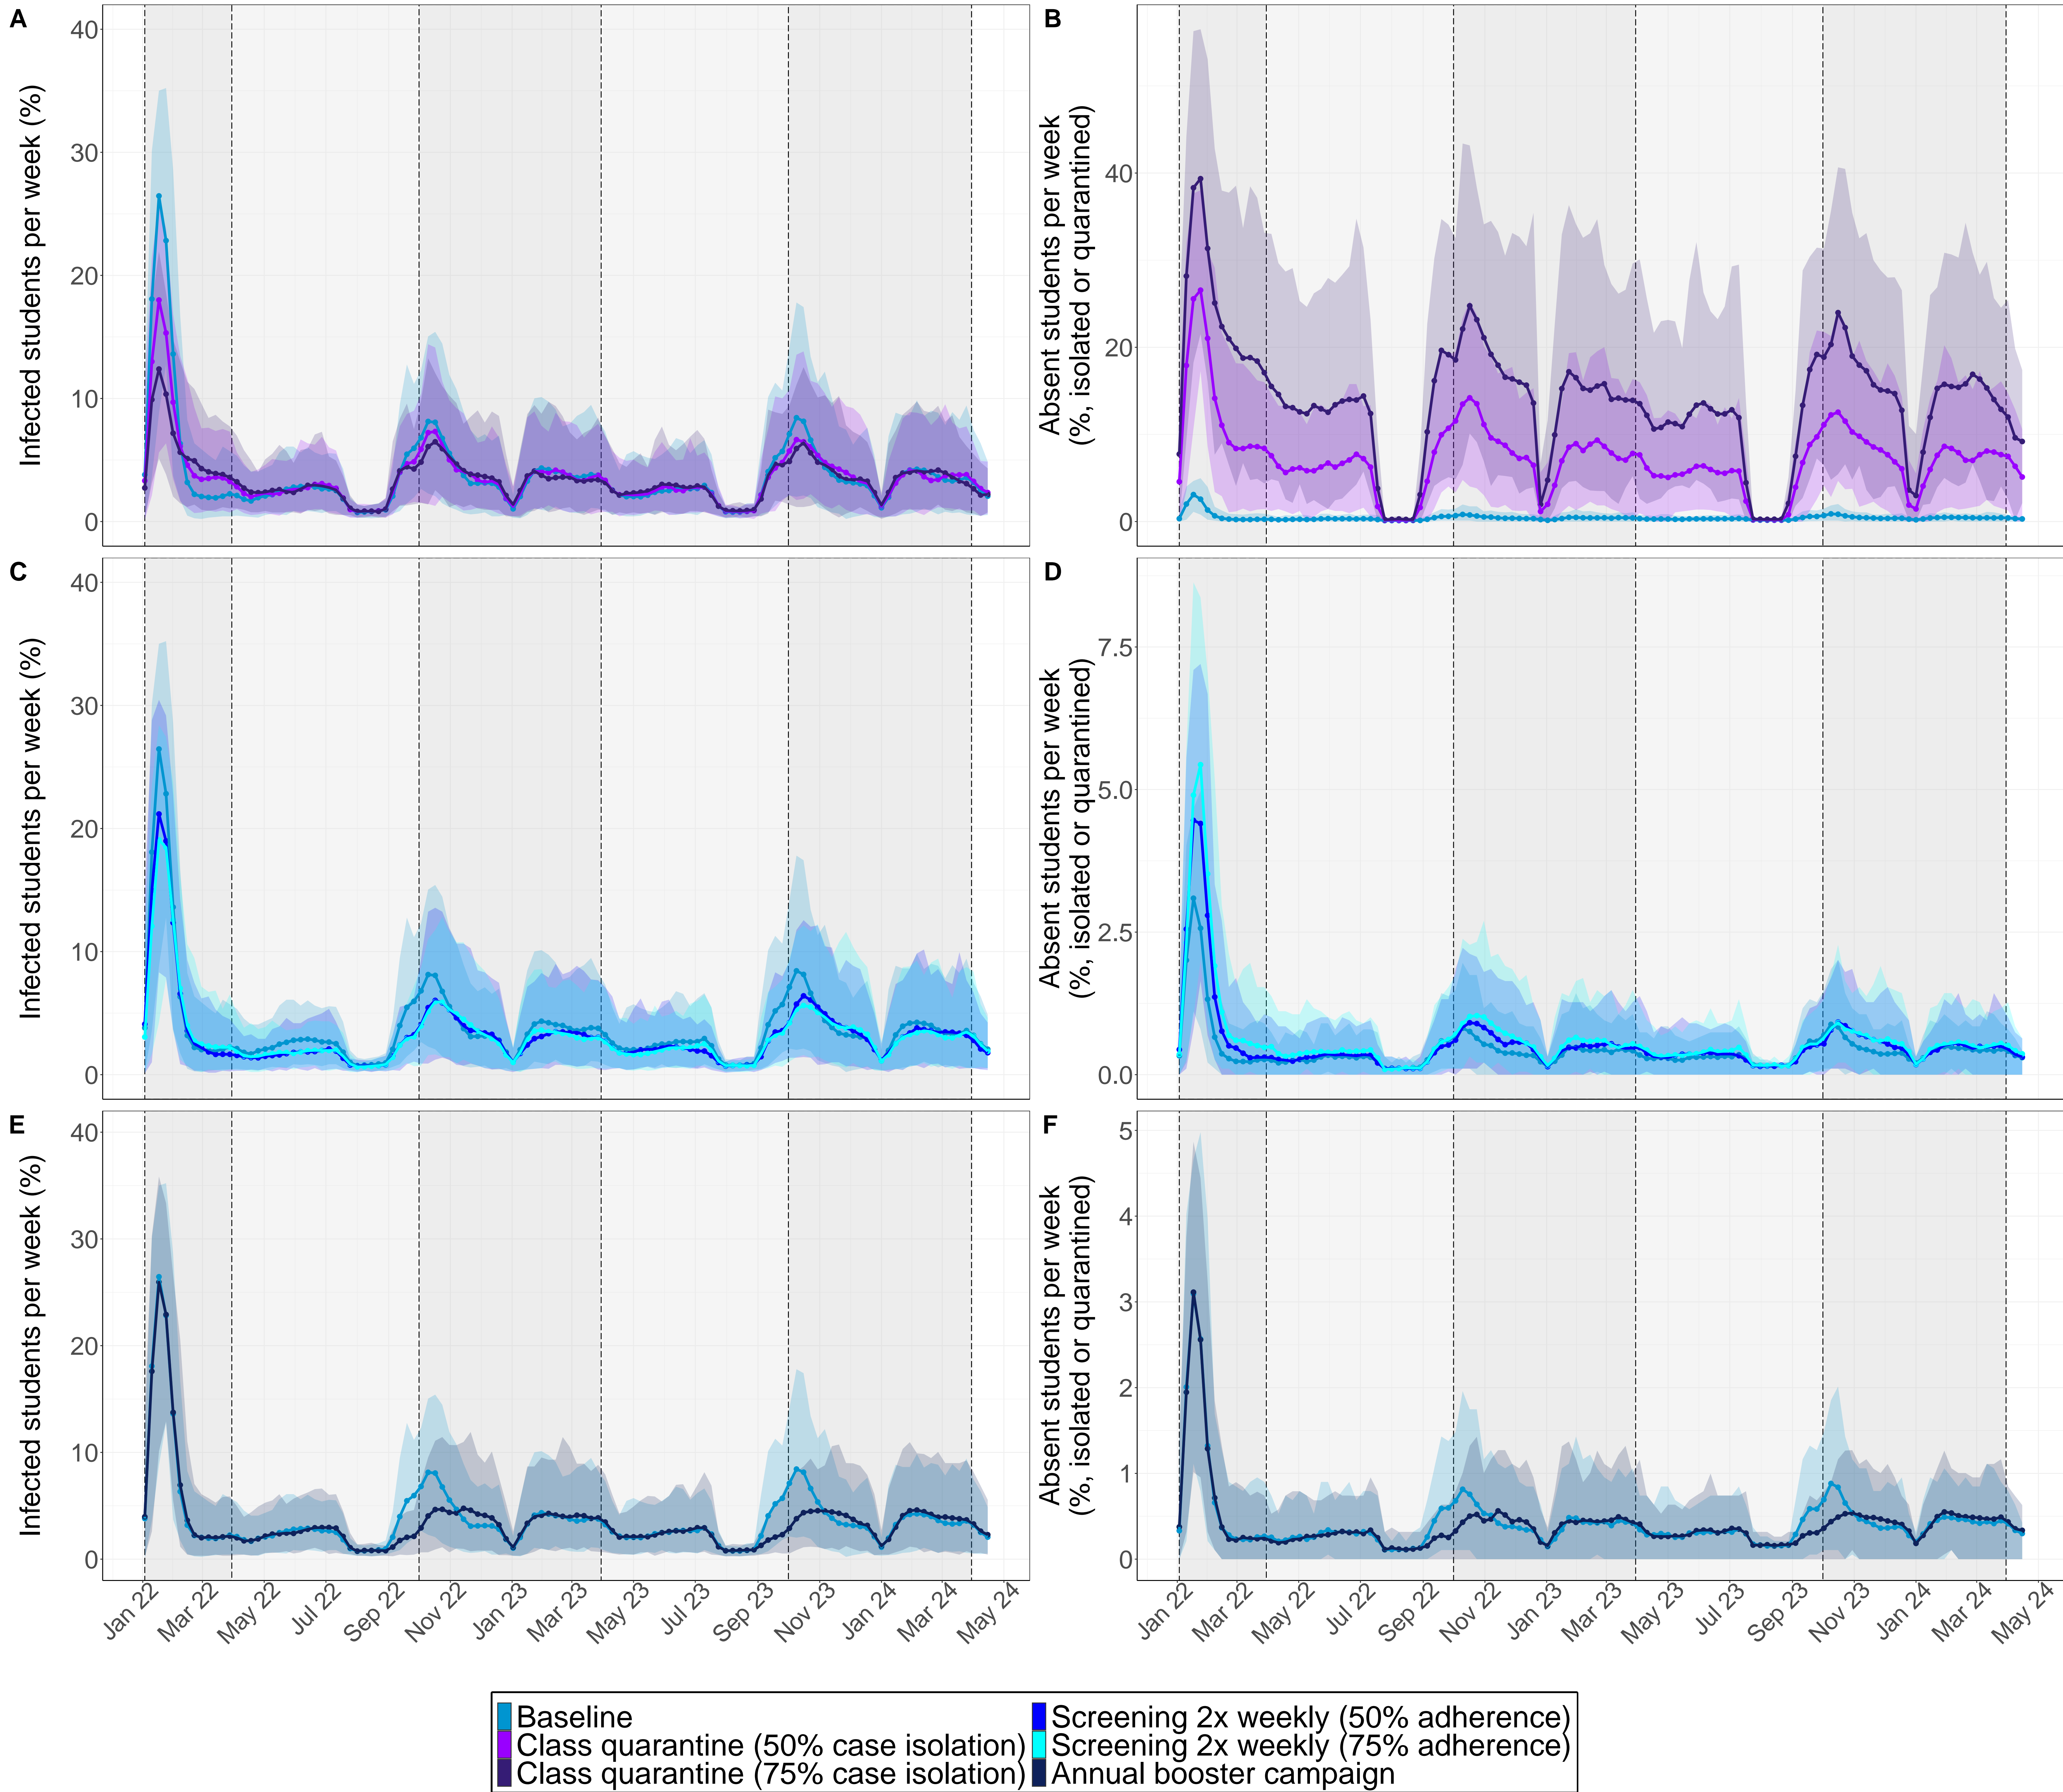 A
Infected students per week (%)
40
30
20
10
0
B
Absent students per week
(%, isolated or quarantined)
40
20
0
C
Infected students per week (%)
40
30
20
10
0
D
Absent students per week
(%, isolated or quarantined)
7.5
5.0
2.5
0.0
E
Infected students per week (%)
40
30
20
10
0
F
Absent students per week
(%, isolated or quarantined)
5
4
3
2
1
0
Jan 22
Mar 22
May 22
Jul 22
Sep 22
Nov 22
Jan 23
Mar 23
May 23
Jul 23
Sep 23
Nov 23
Jan 24
Mar 24
May 24
Jan 22
Mar 22
May 22
Jul 22
Sep 22
Nov 22
Jan 23
Mar 23
May 23
Jul 23
Sep 23
Nov 23
Jan 24
Mar 24
May 24
Baseline
Class quarantine (50% case isolation)
Class quarantine (75% case isolation)
Screening 2x weekly (50% adherence)
Screening 2x weekly (75% adherence)
Annual booster campaign